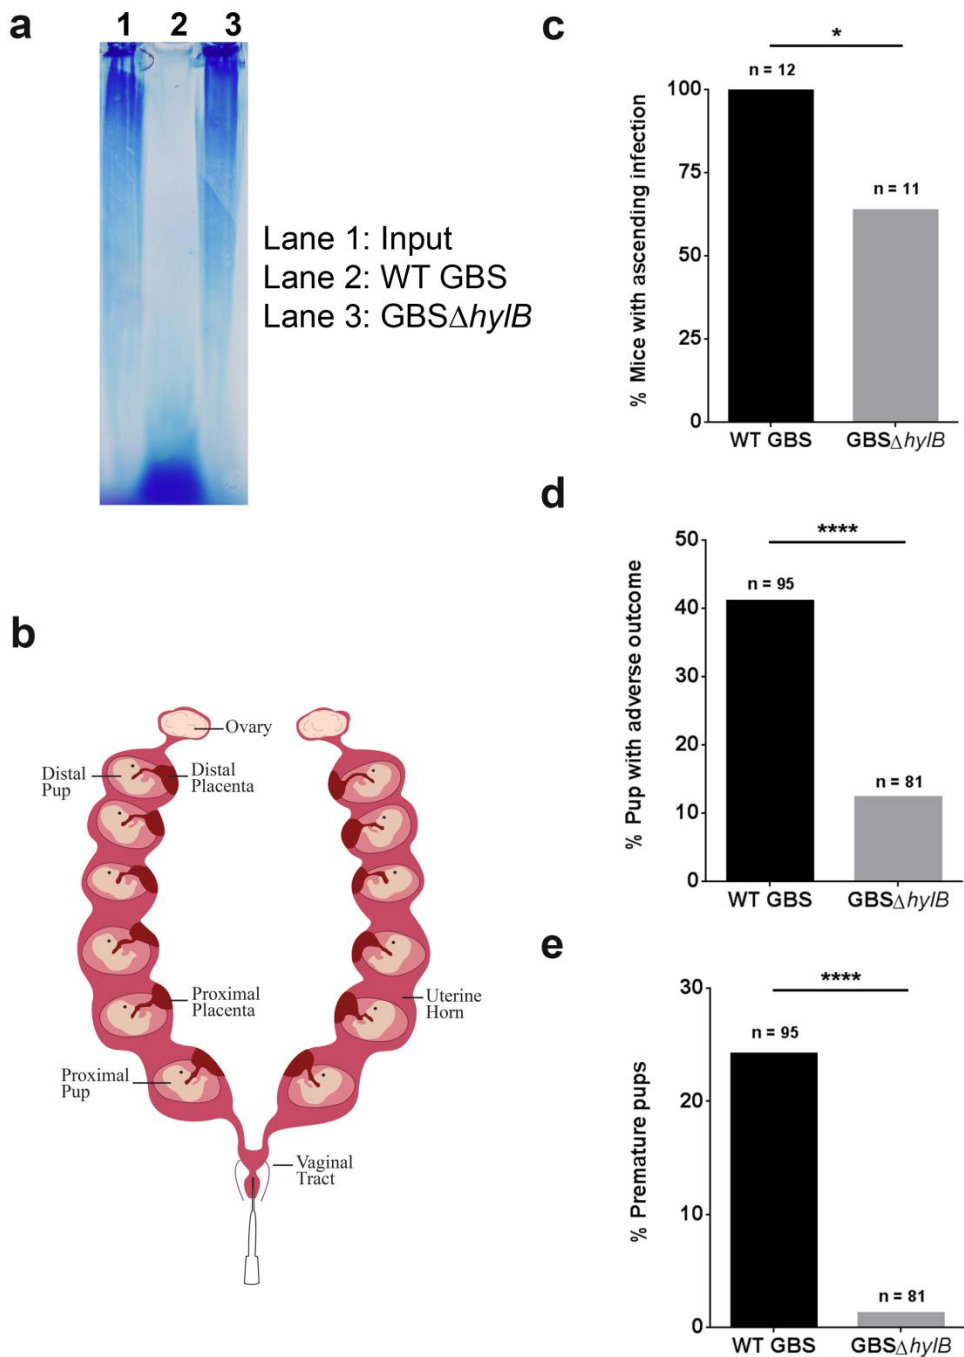 a
1 2 3
Lane 1: Input
Lane 2: WT GBS
Lane 3: GBSΔhylB
b
Ovary
Distal
Pup
Distal
Placenta
Proximal
Placenta
Uterine
Horn
Proximal
Pup
Vaginal
Tract
c
*
n = 12
n = 11
% Mice with ascending infection
100
75
50
25
0
WT GBS
GBSΔhylB
d
****
n = 95
n = 81
% Pup with adverse outcome
50
40
30
20
10
0
WT GBS
GBSΔhylB
e
****
n = 95
n = 81
% Premature pups
30
20
10
0
WT GBS
GBSΔhylB